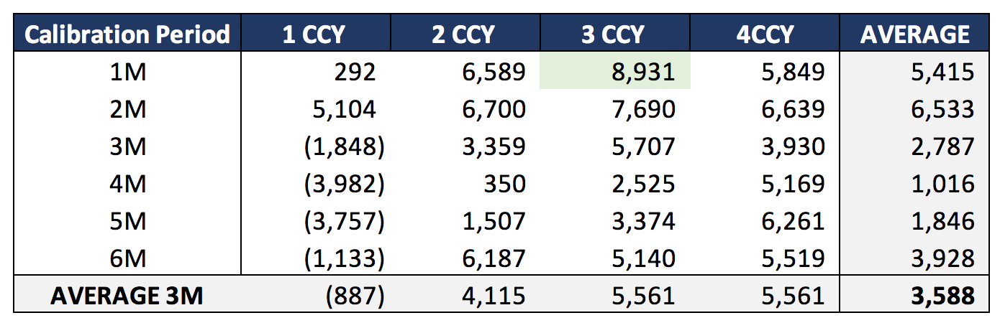 Calibration Period 1 CCY 2 CCY 3 CCY 4CCY AVERAGE
1M 292 6,589 8,931 5,849 5,415
2M 5,104 6,700 7,690 6,639 6,533
3M (1,848) 3,359 5,707 3,930 2,787
4M (3,982) 350 2,525 5,169 1,016
5M (3,757) 1,507 3,374 6,261 1,846
6M (1,133) 6,187 5,140 5,519 3,928
AVERAGE 3M (887) 4,115 5,561 5,561 3,588